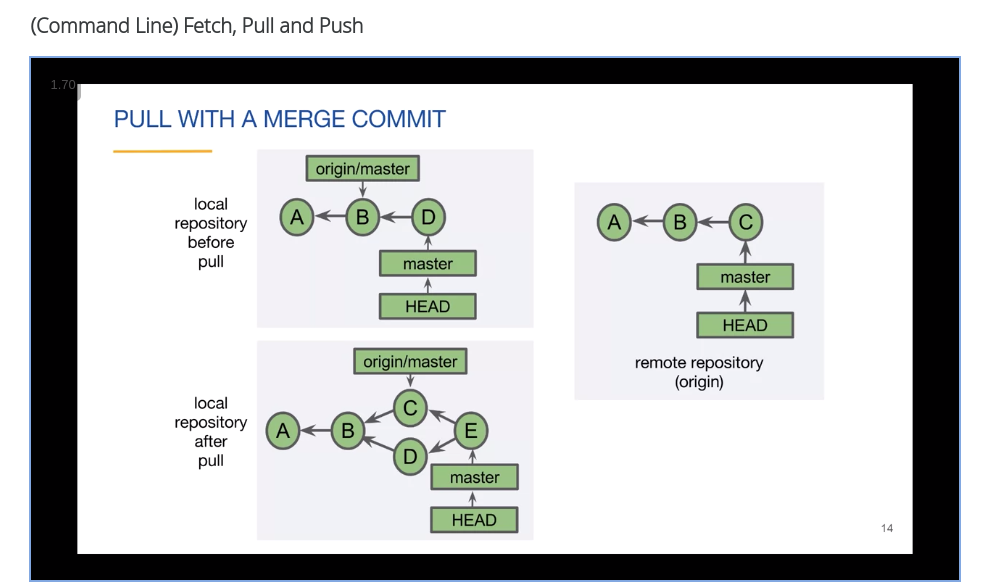 (Command Line) Fetch, Pull and Push
1.70
PULL WITH A MERGE COMMIT
local
repository
before
pull
origin/master
A B D
master
HEAD
A B C
master
HEAD
remote repository
(origin)
local
repository
after
pull
origin/master
C
A B E
D
master
HEAD
14